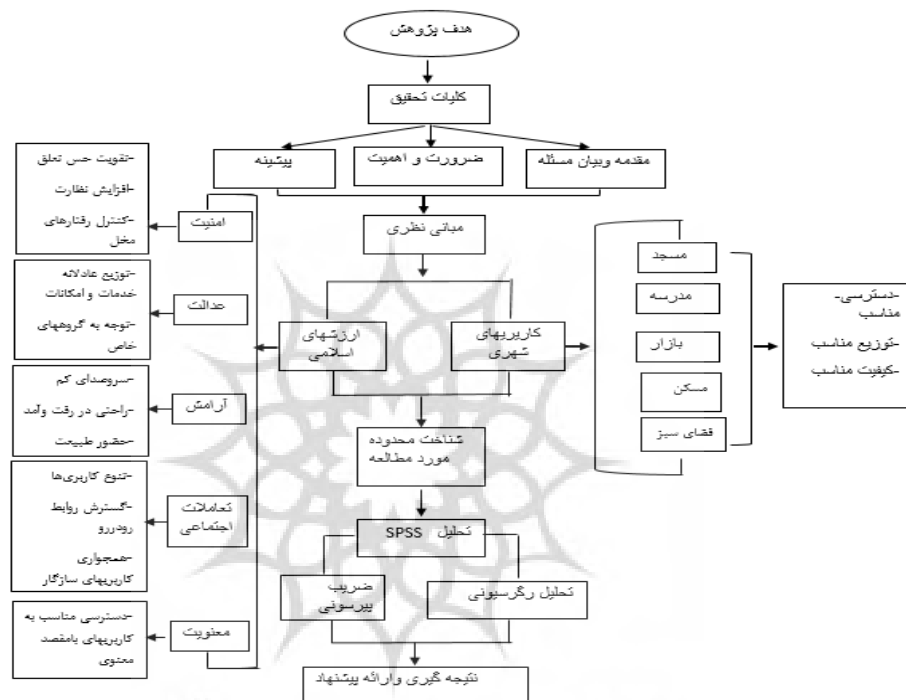 هدف پژوهش
کلیات تحقیق
مقدمه وبیان مسئله
ضرورت و اهمیت
پیشینه
مبانی نظری
کاربریهای
شهری
ارزشهای
اسلامی
مسجد
مدرسه
بازار
مسکن
فضای سبز
-دسترسی
مناسب
-توزیع مناسب
-کیفیت مناسب
امنیت
-تقویت حس تعلق
-افزایش نظارت
-کنترل رفتارهای
مخل
عدالت
-توزیع عادلانه
خدمات و امکانات
-توجه به گروههای
خاص
آرامش
-سروصدای کم
-راحتی در رفت وآمد
-حضور طبیعت
تعاملات
اجتماعی
-تنوع کاربری‌ها
-گسترش روابط
رودررو
-همجواری
کاربریهای سازگار
معنویت
-دسترسی مناسب به
کاربریهای بامقصد
معنوی
شناخت محدوده
مورد مطالعه
تحلیل SPSS
تحلیل رگرسیونی
ضریب
پیرسونی
نتیجه گیری وارائه پیشنهاد